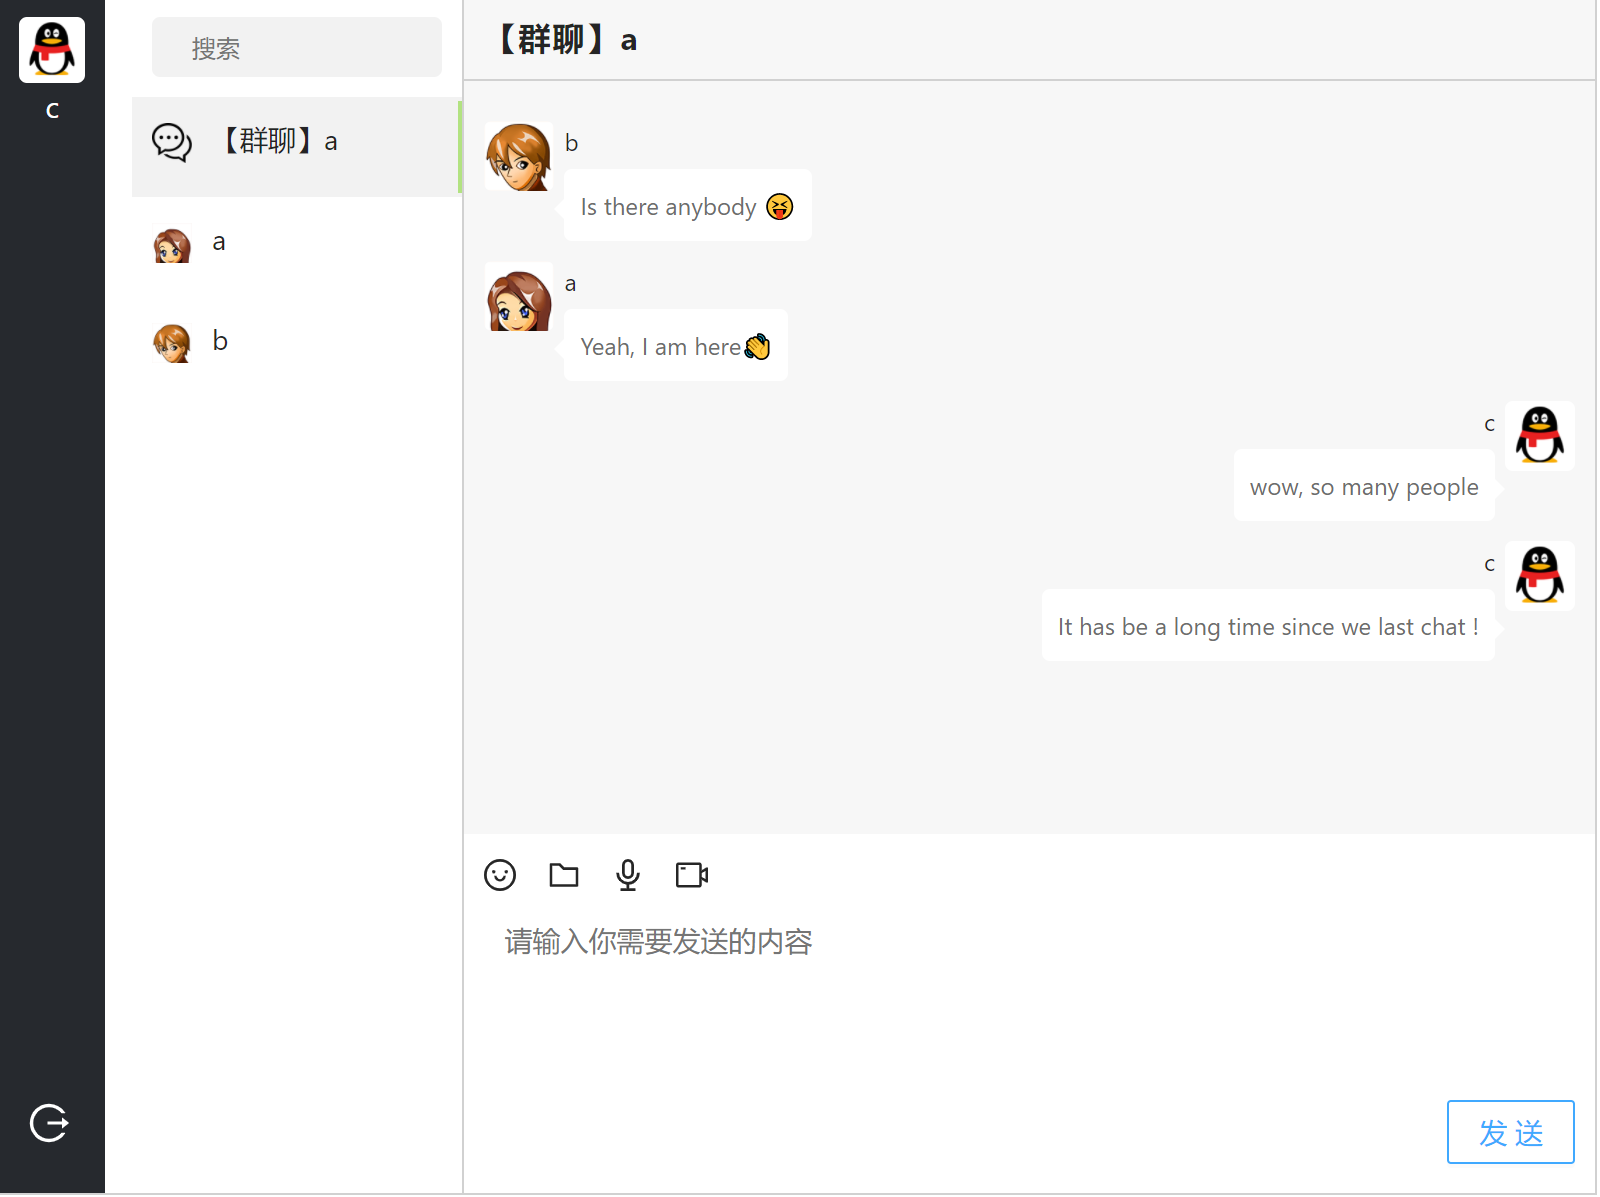 c
搜索
【群聊】a
a
b
【群聊】a
b
Is there anybody 😝
a
Yeah, I am here👏
c
wow, so many people
c
It has be a long time since we last chat !
请输入你需要发送的内容
发 送